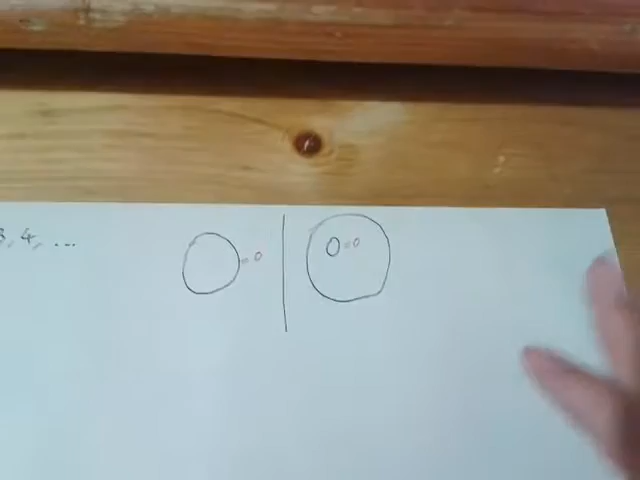 3, 4, ...
= 0
0 = 0